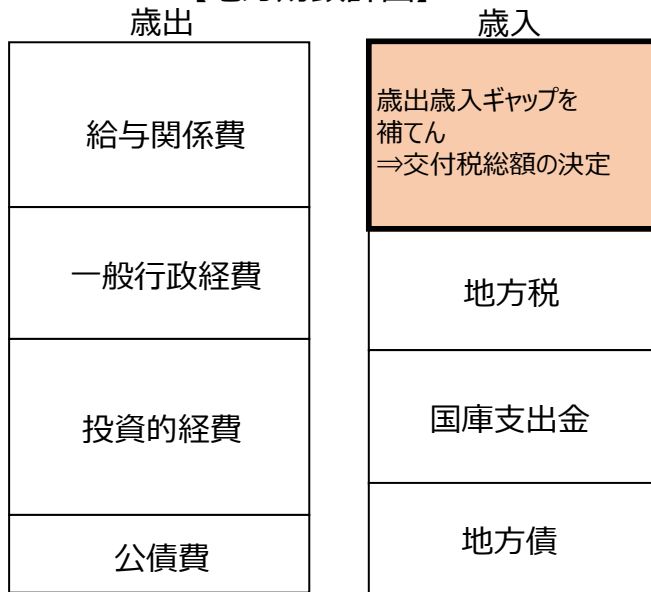 歳出
給与関係費
一般行政経費
投資的経費
公債費
歳入
歳出歳入ギャップを
補てん
⇒交付税総額の決定
地方税
国庫支出金
地方債